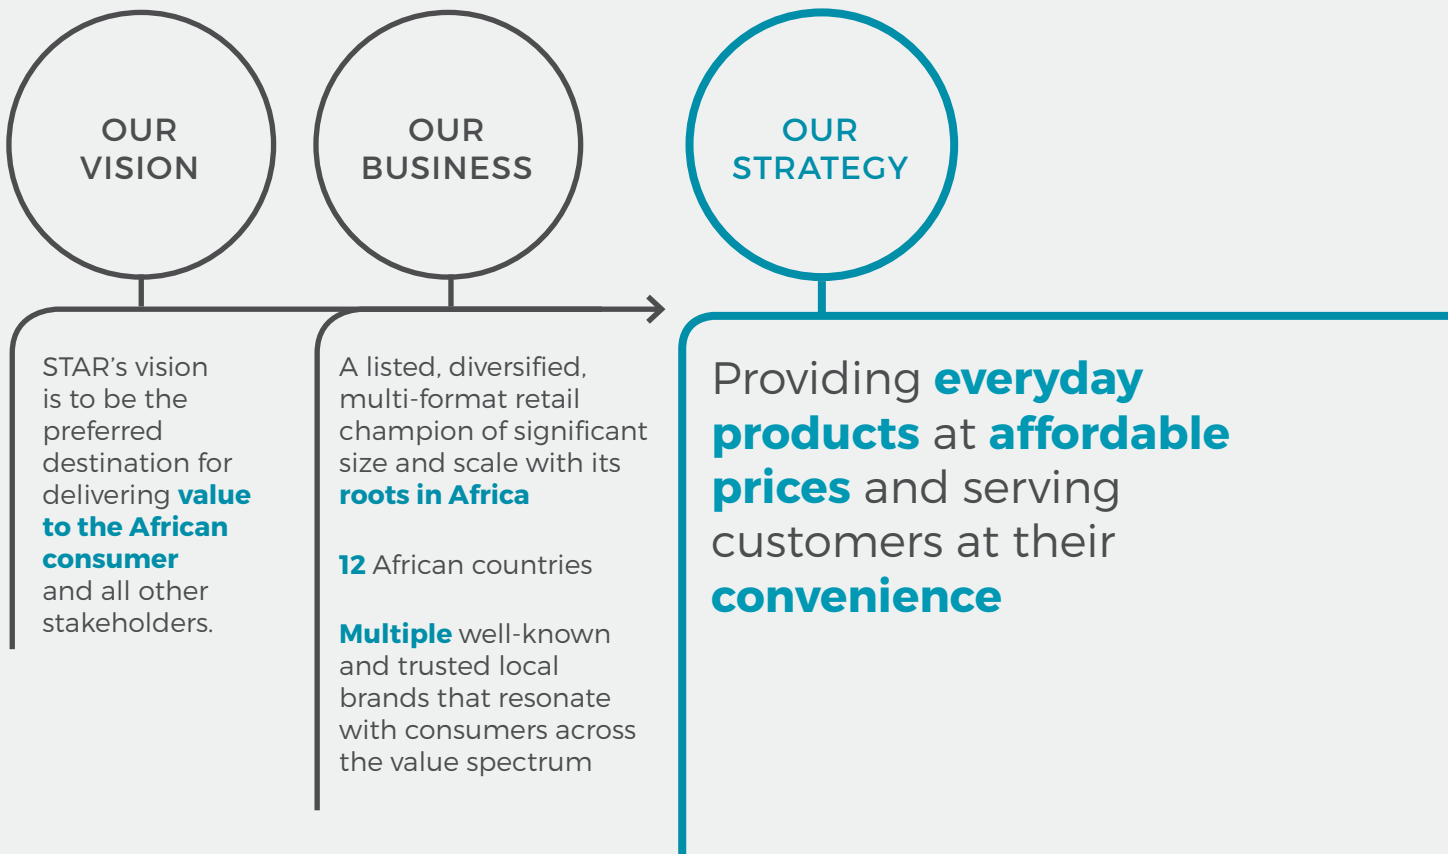 OUR
VISION
OUR
BUSINESS
OUR
STRATEGY
STAR’s vision
is to be the
preferred
destination for
delivering value
to the African
consumer
and all other
stakeholders.
A listed, diversified,
multi-format retail
champion of significant
size and scale with its
roots in Africa
12 African countries
Multiple well-known
and trusted local
brands that resonate
with consumers across
the value spectrum
Providing everyday
products at affordable
prices and serving
customers at their
convenience